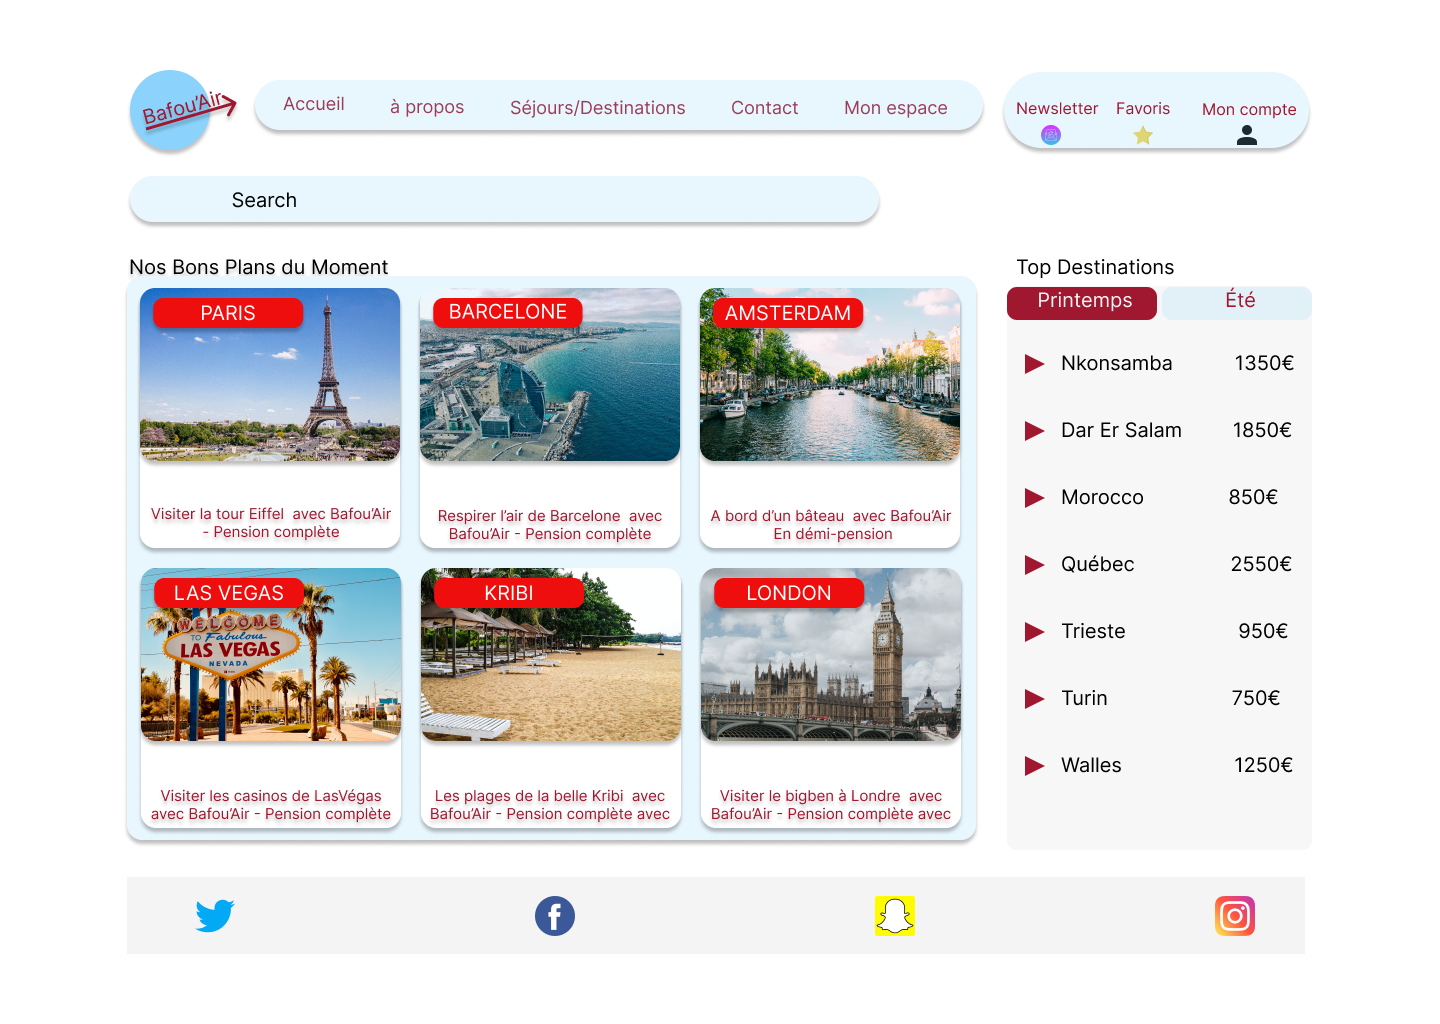 Bafou’Air
Accueil
à propos
Séjours/Destinations
Contact
Mon espace
Newsletter
Favoris
Mon compte
Search
Nos Bons Plans du Moment
Top Destinations
PARIS
BARCELONE
AMSTERDAM
Visiter la tour Eiffel  avec Bafou’Air
- Pension complète
Respirer l’air de Barcelone  avec
Bafou’Air - Pension complète
A bord d’un bâteau  avec Bafou’Air
En démi-pension
LAS VEGAS
KRIBI
LONDON
WELCOME
TO Fabulous
LAS VEGAS
NEVADA
Visiter les casinos de LasVégas
avec Bafou’Air - Pension complète
Les plages de la belle Kribi  avec
Bafou’Air - Pension complète avec
Visiter le bigben à Londre  avec
Bafou’Air - Pension complète avec
Printemps
Été
Nkonsamba 1350€
Dar Er Salam 1850€
Morocco 850€
Québec 2550€
Trieste 950€
Turin 750€
Walles 1250€